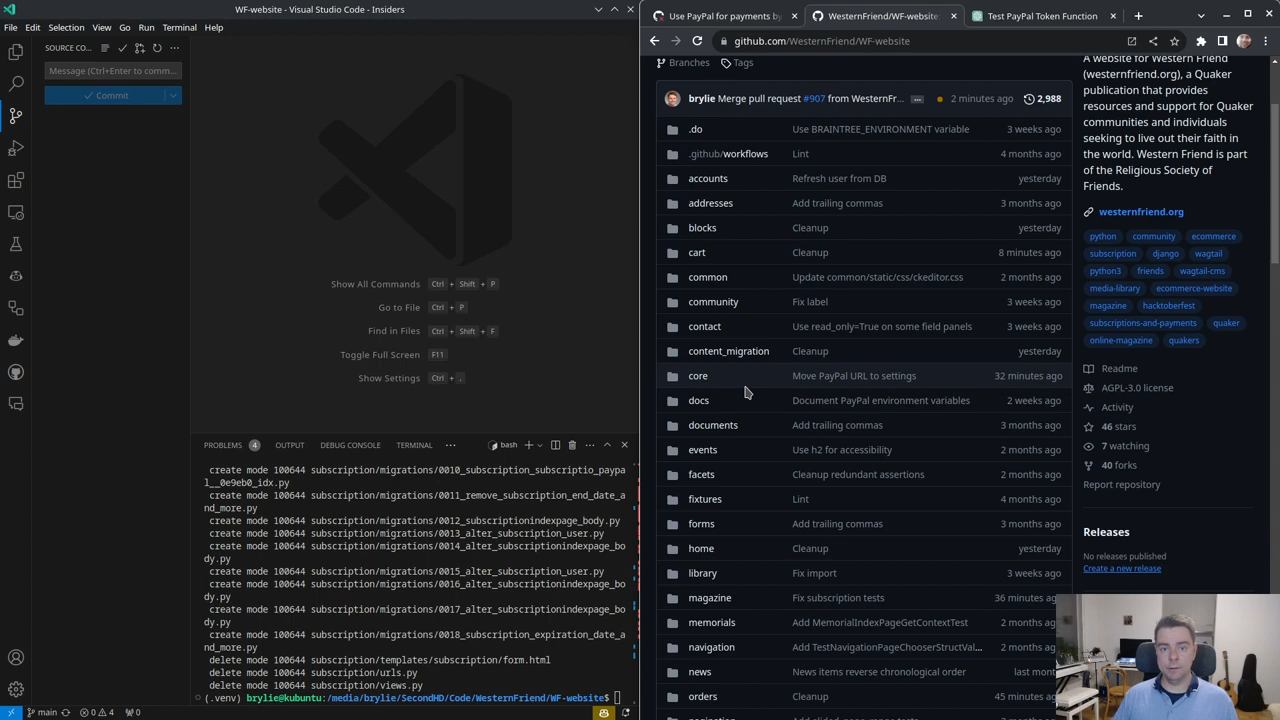 WF-website - Visual Studio Code - Insiders
File Edit Selection View Go Run Terminal Help
SOURCE CO...
Message (Ctrl+Enter to comm...
Commit
Show All Commands Ctrl + Shift + P
Go to File Ctrl + P
Find in Files Ctrl + Shift + F
Toggle Full Screen F11
Show Settings Ctrl + ,
PROBLEMS 4 OUTPUT DEBUG CONSOLE TERMINAL ... bash
create mode 100644 subscription/migrations/0010_subscription_subscriptio_paypa
l__0e9eb0_idx.py
create mode 100644 subscription/migrations/0011_remove_subscription_end_date_a
nd_more.py
create mode 100644 subscription/migrations/0012_subscriptionindexpage_body.py
create mode 100644 subscription/migrations/0013_alter_subscription_user.py
create mode 100644 subscription/migrations/0014_alter_subscriptionindexpage_bo
dy.py
create mode 100644 subscription/migrations/0015_alter_subscription_user.py
create mode 100644 subscription/migrations/0016_alter_subscriptionindexpage_bo
dy.py
create mode 100644 subscription/migrations/0017_alter_subscriptionindexpage_bo
dy.py
create mode 100644 subscription/migrations/0018_subscription_expiration_date_a
nd_more.py
delete mode 100644 subscription/templates/subscription/form.html
delete mode 100644 subscription/urls.py
delete mode 100644 subscription/views.py
(.venv) brylie@kubuntu:/media/brylie/SecondHD/Code/WesternFriend/WF-website$
main 0 4 0
Use PayPal for payments by
WesternFriend/WF-website:
Test PayPal Token Function
github.com/WesternFriend/WF-website
Branches Tags
brylie Merge pull request #907 from WesternFr... ... 2 minutes ago 2,988
.do Use BRAINTREE_ENVIRONMENT variable 3 weeks ago
.github/workflows Lint 4 months ago
accounts Refresh user from DB yesterday
addresses Add trailing commas 3 months ago
blocks Cleanup yesterday
cart Cleanup 8 minutes ago
common Update common/static/css/ckeditor.css 2 months ago
community Fix label 3 weeks ago
contact Use read_only=True on some field panels 3 weeks ago
content_migration Cleanup yesterday
core Move PayPal URL to settings 32 minutes ago
docs Document PayPal environment variables 2 weeks ago
documents Add trailing commas 3 months ago
events Use h2 for accessibility 3 weeks ago
facets Cleanup redundant assertions 2 months ago
fixtures Lint 4 months ago
forms Add trailing commas 3 months ago
home Cleanup yesterday
library Fix import 3 weeks ago
magazine Fix subscription tests 36 minutes ago
memorials Add MemorialIndexPageGetContextTest
navigation Add TestNavigationPageChooserStructVal...
news News items reverse chronological order last mont
orders 45 minutes ago
A website for Western Friend
(westernfriend.org), a Quaker
publication that provides
resources and support for Quaker
communities and individuals
seeking to live out their faith in
the world. Western Friend is part
of the Religious Society of
Friends.
westernfriend.org
python community ecommerce
subscription django wagtail
python3 friends wagtail-cms
media-library ecommerce-website
magazine hacktoberfest
subscriptions-and-payments quaker
online-magazine quakers
Readme
AGPL-3.0 license
Activity
46 stars
7 watching
40 forks
Report repository
Releases
No releases published
Create a new release